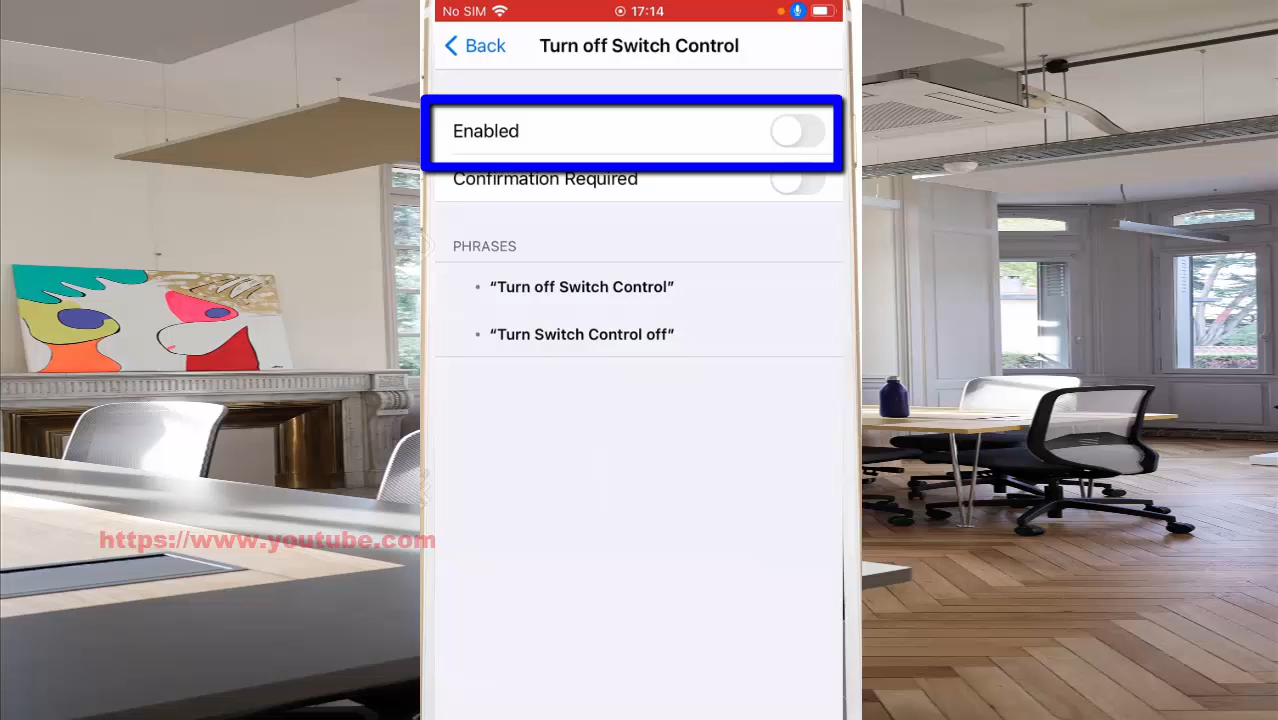 No SIM 17:14
Back Turn off Switch Control
Enabled
Confirmation Required
PHRASES
• “Turn off Switch Control”
• “Turn Switch Control off”
https://www.youtube.com